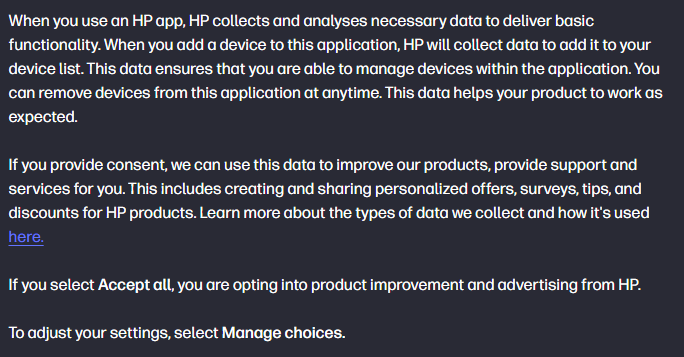 When you use an HP app, HP collects and analyses necessary data to deliver basic
functionality. When you add a device to this application, HP will collect data to add it to your
device list. This data ensures that you are able to manage devices within the application. You
can remove devices from this application at anytime. This data helps your product to work as
expected.
If you provide consent, we can use this data to improve our products, provide support and
services for you. This includes creating and sharing personalized offers, surveys, tips, and
discounts for HP products. Learn more about the types of data we collect and how it's used
here.
If you select Accept all, you are opting into product improvement and advertising from HP.
To adjust your settings, select Manage choices.